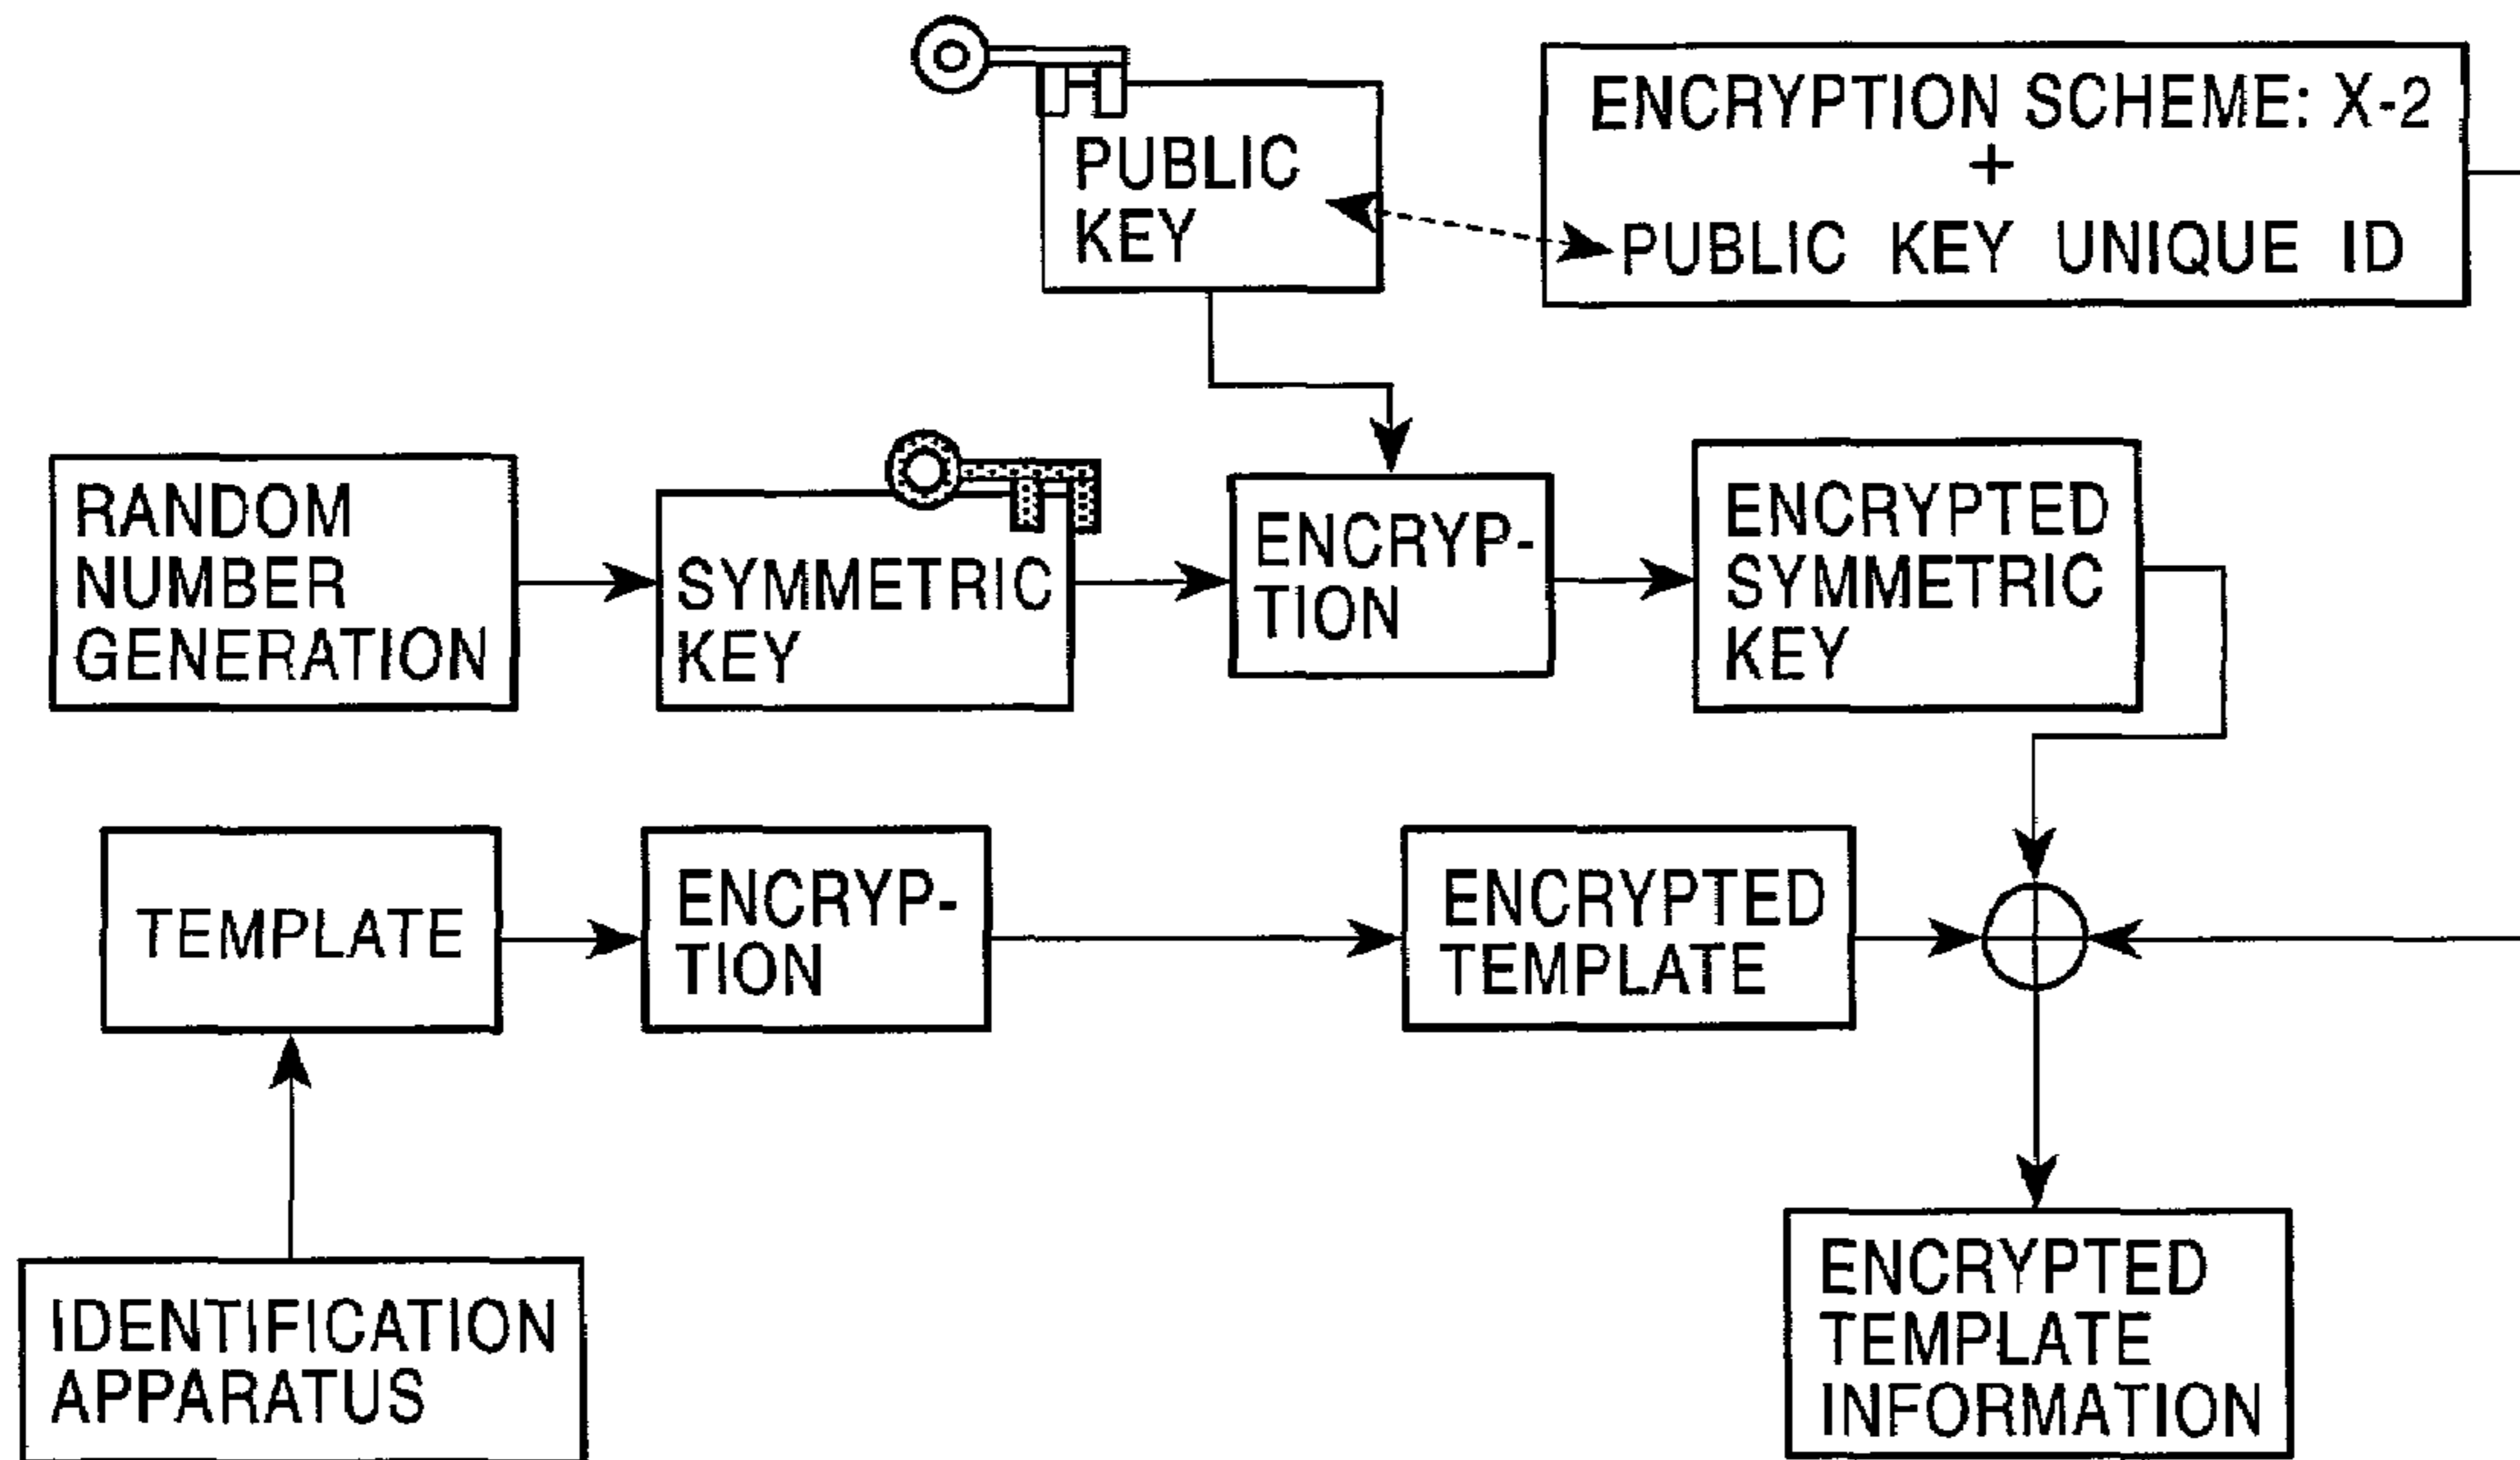 PUBLIC
KEY
ENCRYPTION SCHEME: X-2
+
PUBLIC KEY UNIQUE ID
RANDOM
NUMBER
GENERATION
SYMMETRIC
KEY
ENCRYP-
TION
ENCRYPTED
SYMMETRIC
KEY
TEMPLATE
ENCRYP-
TION
ENCRYPTED
TEMPLATE
IDENTIFICATION
APPARATUS
ENCRYPTED
TEMPLATE
INFORMATION